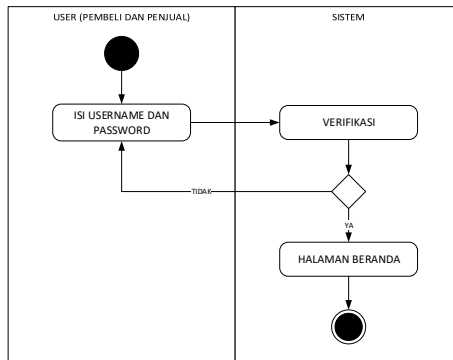 USER (PEMBELI DAN PENJUAL)
SISTEM
ISI USERNAME DAN
PASSWORD
VERIFIKASI
TIDAK
YA
HALAMAN BERANDA